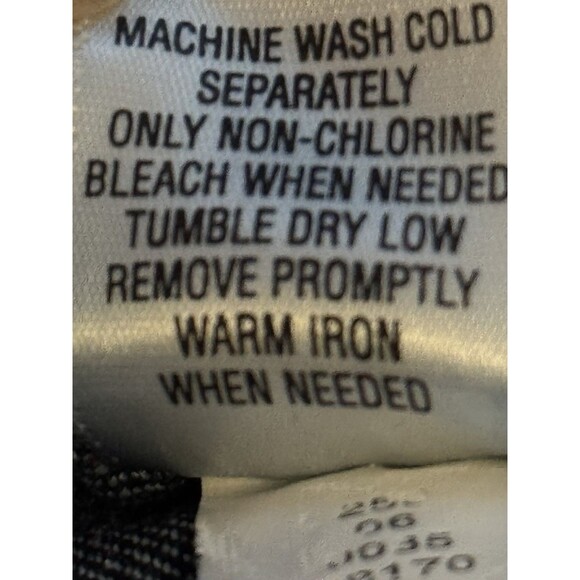 MACHINE WASH COLD
SEPARATELY
ONLY NON-CHLORINE
BLEACH WHEN NEEDED
TUMBLE DRY LOW
REMOVE PROMPTLY
WARM IRON
WHEN NEEDED
06